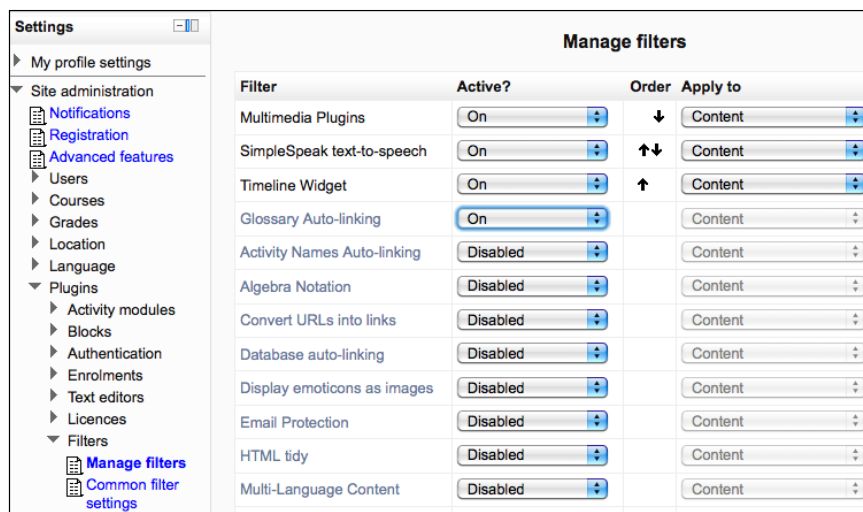 Settings
My profile settings
Site administration
Notifications
Registration
Advanced features
Users
Courses
Grades
Location
Language
Plugins
Activity modules
Blocks
Authentication
Enrolments
Text editors
Licences
Filters
Manage filters
Common filter
settings
Manage filters
Filter Active? Order Apply to
Multimedia Plugins On Content
SimpleSpeak text-to-speech On Content
Timeline Widget On Content
Glossary Auto-linking On Content
Activity Names Auto-linking Disabled Content
Algebra Notation Disabled Content
Convert URLs into links Disabled Content
Database auto-linking Disabled Content
Display emoticons as images Disabled Content
Email Protection Disabled Content
HTML tidy Disabled Content
Multi-Language Content Disabled Content